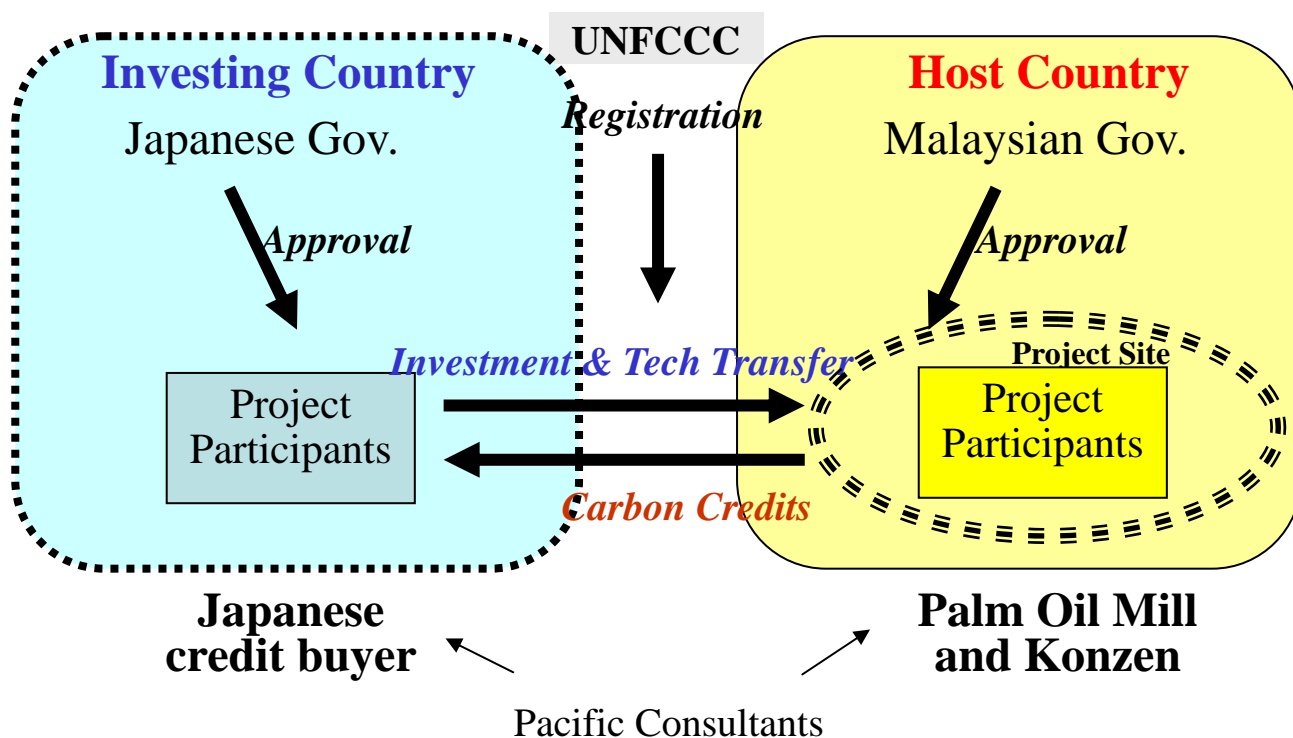 UNFCCC
Investing Country
Host Country
Registration
Japanese Gov.
Malaysian Gov.
Approval
Approval
Project Site
Investment & Tech Transfer
Project
Participants
Project
Participants
Carbon Credits
Japanese
credit buyer
Palm Oil Mill
and Konzen
Pacific Consultants